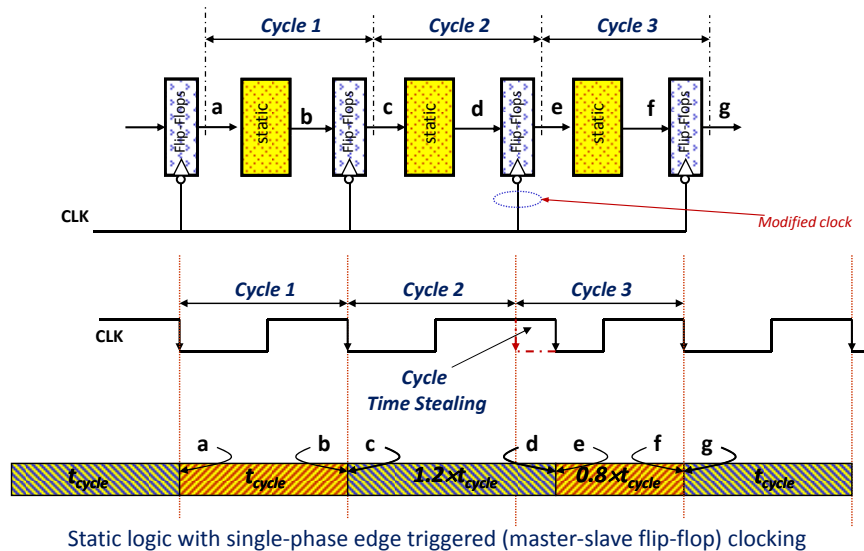 Cycle 1 Cycle 2 Cycle 3
Flip-Flops a static b Flip-Flops c static d Flip-Flops e static f Flip-Flops g
CLK
Modified clock
Cycle 1 Cycle 2 Cycle 3
CLK
Cycle
Time Stealing
a b c d e f g
tcycle tcycle 1.2×tcycle 0.8×tcycle tcycle
Static logic with single-phase edge triggered (master-slave flip-flop) clocking